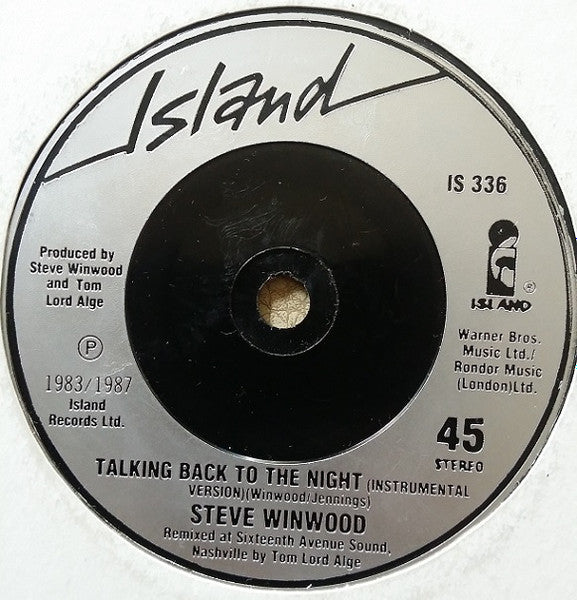 Island
IS 336
ISLAND
®
Produced by
Steve Winwood
and Tom
Lord Alge
Ⓟ
1983/1987
Island
Records Ltd.
Warner Bros.
Music Ltd./
Rondor Music
(London)Ltd.
45
STEREO
TALKING BACK TO THE NIGHT (INSTRUMENTAL
VERSION)(Winwood/Jennings)
STEVE WINWOOD
Remixed at Sixteenth Avenue Sound,
Nashville by Tom Lord Alge